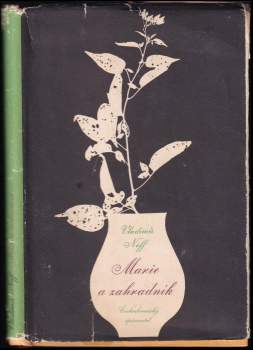 Vladimír
Neff
Marie
a zahradník
Československý
spisovatel